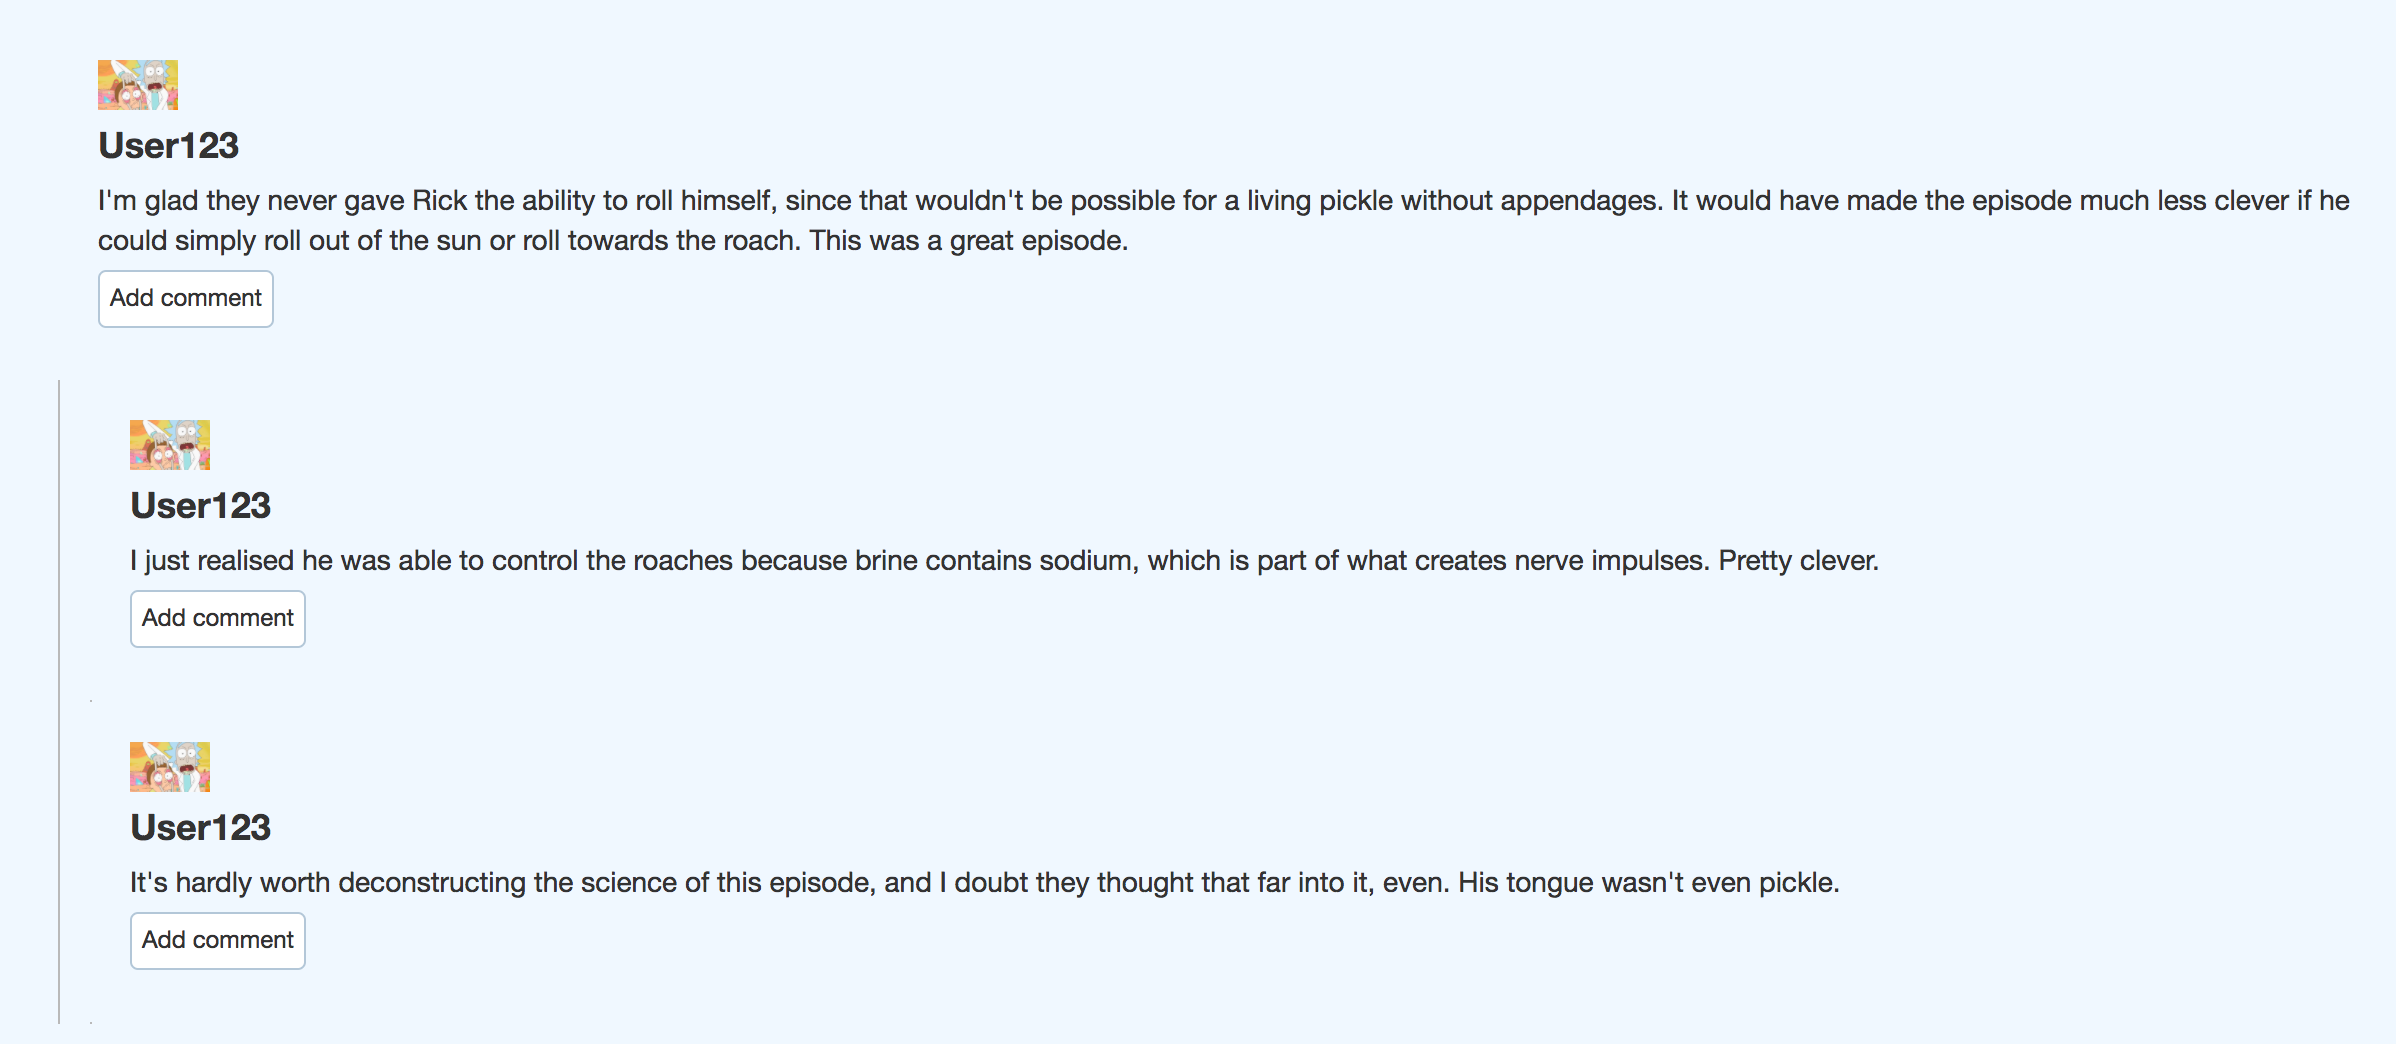 User123
I'm glad they never gave Rick the ability to roll himself, since that wouldn't be possible for a living pickle without appendages. It would have made the episode much less clever if he
could simply roll out of the sun or roll towards the roach. This was a great episode.
Add comment
User123
I just realised he was able to control the roaches because brine contains sodium, which is part of what creates nerve impulses. Pretty clever.
Add comment
User123
It's hardly worth deconstructing the science of this episode, and I doubt they thought that far into it, even. His tongue wasn't even pickle.
Add comment